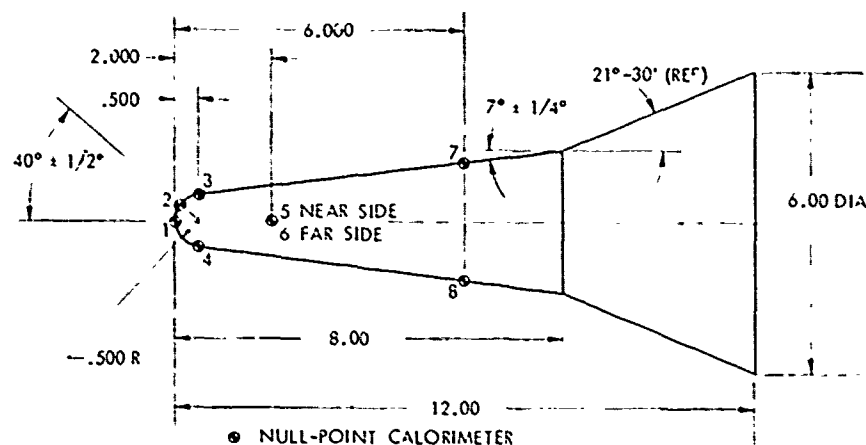 6.000
2.000
.500
40° ± 1/2°
7° ± 1/4°
21°-30' (REF)
6.00 DIA
7
3
2
1
5 NEAR SIDE
6 FAR SIDE
4
8
.500 R
8.00
12.00
NULL-POINT CALORIMETER